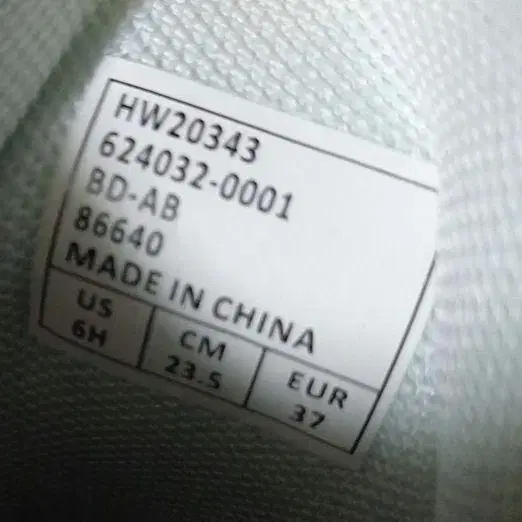 HW20343
624032-0001
BD-AB
86640
MADE IN CHINA
US CM EUR
6H 23.5 37